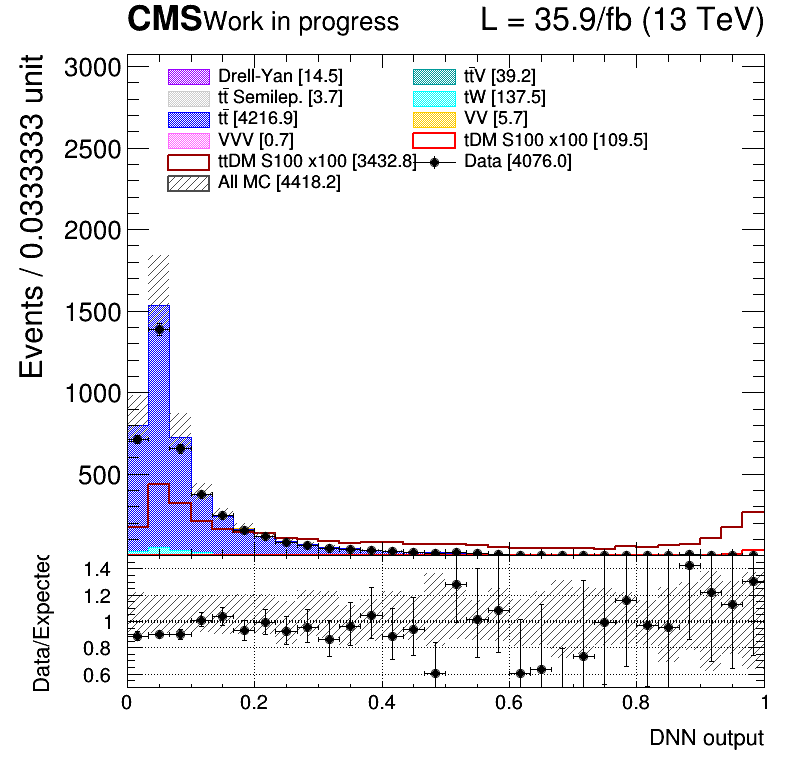 CMS Work in progress L = 35.9/fb (13 TeV)
Events / 0.0333333 unit
3000
2500
2000
1500
1000
500
Drell-Yan [14.5] tt̄V [39.2]
tt̄ Semilep. [3.7] tW [137.5]
tt̄ [4216.9] VV [5.7]
VVV [0.7] tDM S100 x100 [109.5]
ttDM S100 x100 [3432.8] Data [4076.0]
All MC [4418.2]
Data/Expected
1.4
1.2
1
0.8
0.6
0 0.2 0.4 0.6 0.8 1
DNN output